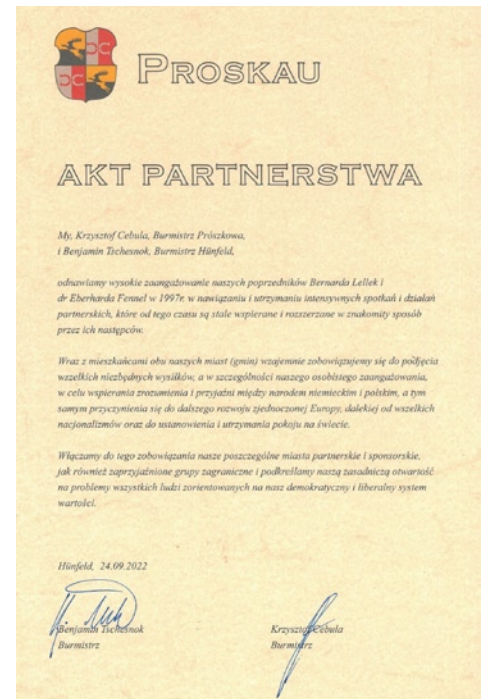 PROSKAU
AKT PARTNERSTWA
My, Krzysztof Cebula, Burmistrz Prószkowa,
i Benjamin Tschesnok, Burmistrz Hünfeld,
odnawiamy wysokie zaangażowanie naszych poprzedników Bernarda Lellek i
dr Eberharda Fennel w 1997r. w nawiązaniu i utrzymaniu intensywnych spotkań i działań
partnerskich, które od tego czasu są stale wspierane i rozszerzane w znakomity sposób
przez ich następców.
Wraz z mieszkańcami obu naszych miast (gmin) wzajemnie zobowiązujemy się do podjęcia
wszelkich niezbędnych wysiłków, a w szczególności naszego osobistego zaangażowania,
w celu wspierania zrozumienia i przyjaźni między narodem niemieckim i polskim, a tym
samym przyczynienia się do dalszego rozwoju zjednoczonej Europy, dalekiej od wszelkich
nacjonalizmów oraz do ustanowienia i utrzymania pokoju na świecie.
Włączamy do tego zobowiązania nasze poszczególne miasta partnerskie i sponsorskie,
jak również zaprzyjaźnione grupy zagraniczne i podkreślamy naszą zasadniczą otwartość
na problemy wszystkich ludzi zorientowanych na nasz demokratyczny i liberalny system
wartości.
Hünfeld, 24.09.2022
Benjamin Tschesnok
Burmistrz
Krzysztof Cebula
Burmistrz